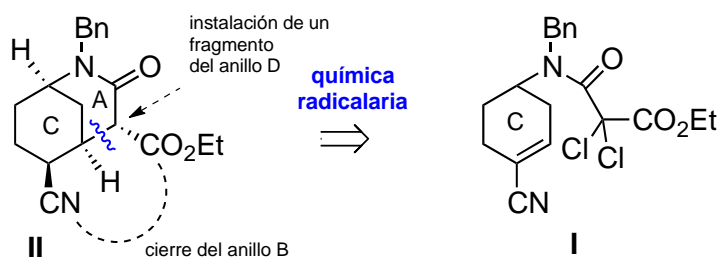 Bn
instalación de un
fragmento
del anillo D
H
N
O
A
C
H
CO2Et
CN
II
cierre del anillo B
química
radicalaria
Bn
N
O
C
CO2Et
Cl Cl
CN
I